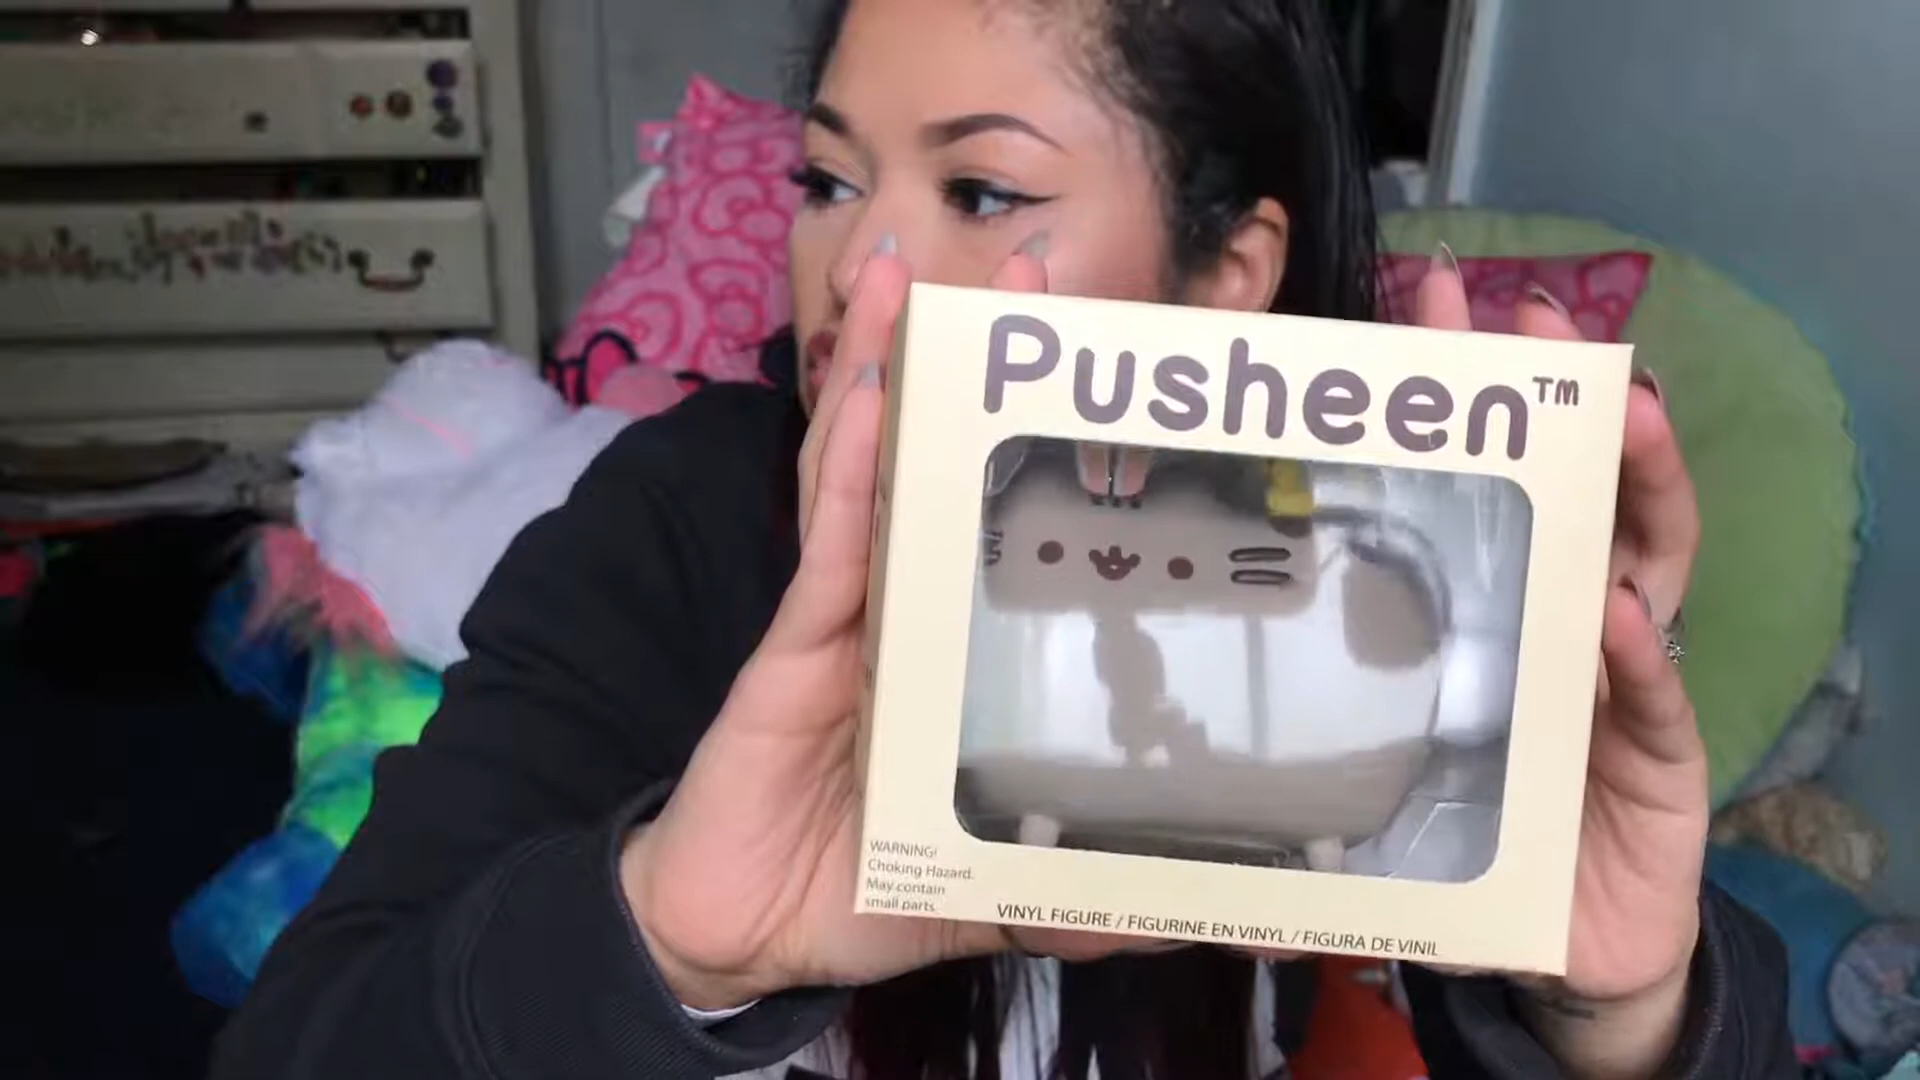 Pusheen™
WARNING!
Choking Hazard.
May contain
small parts.
VINYL FIGURE / FIGURINE EN VINYL / FIGURA DE VINIL